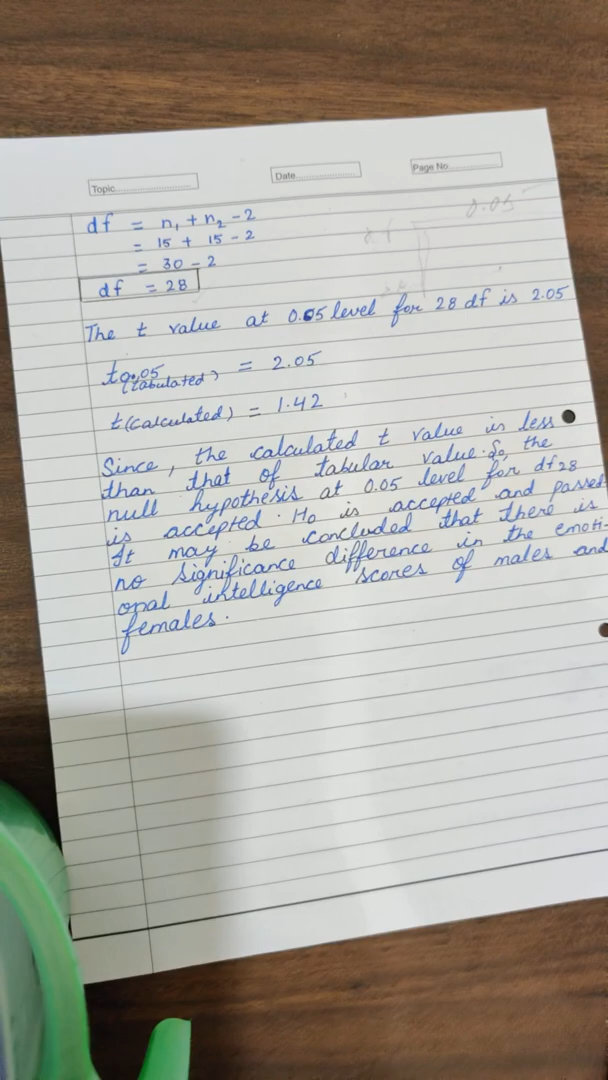 Topic
Date
Page No
df = n₁ + n₂ - 2
= 15 + 15 - 2
= 30 - 2
df = 28
The t value at 0.05 level for 28 df is 2.05
t0.05 (tabulated) = 2.05
t (calculated) = 1.42
Since, the calculated t value is less
than that of tabular value. So, the
null hypothesis at 0.05 level for df 28
is accepted. H₀ is accepted and passed
It may be concluded that there is
no significance difference in the emoti-
onal intelligence scores of males and
females.